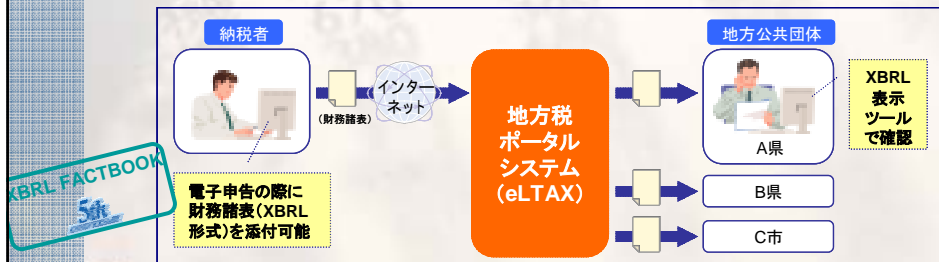 納税者
(財務諸表)
インター
ネット
電子申告の際に
財務諸表(XBRL
形式)を添付可能
地方税
ポータル
システム
(eLTAX)
地方公共団体
A県
XBRL
表示
ツール
で確認
B県
C市
XBRL FACTBOOK
5th